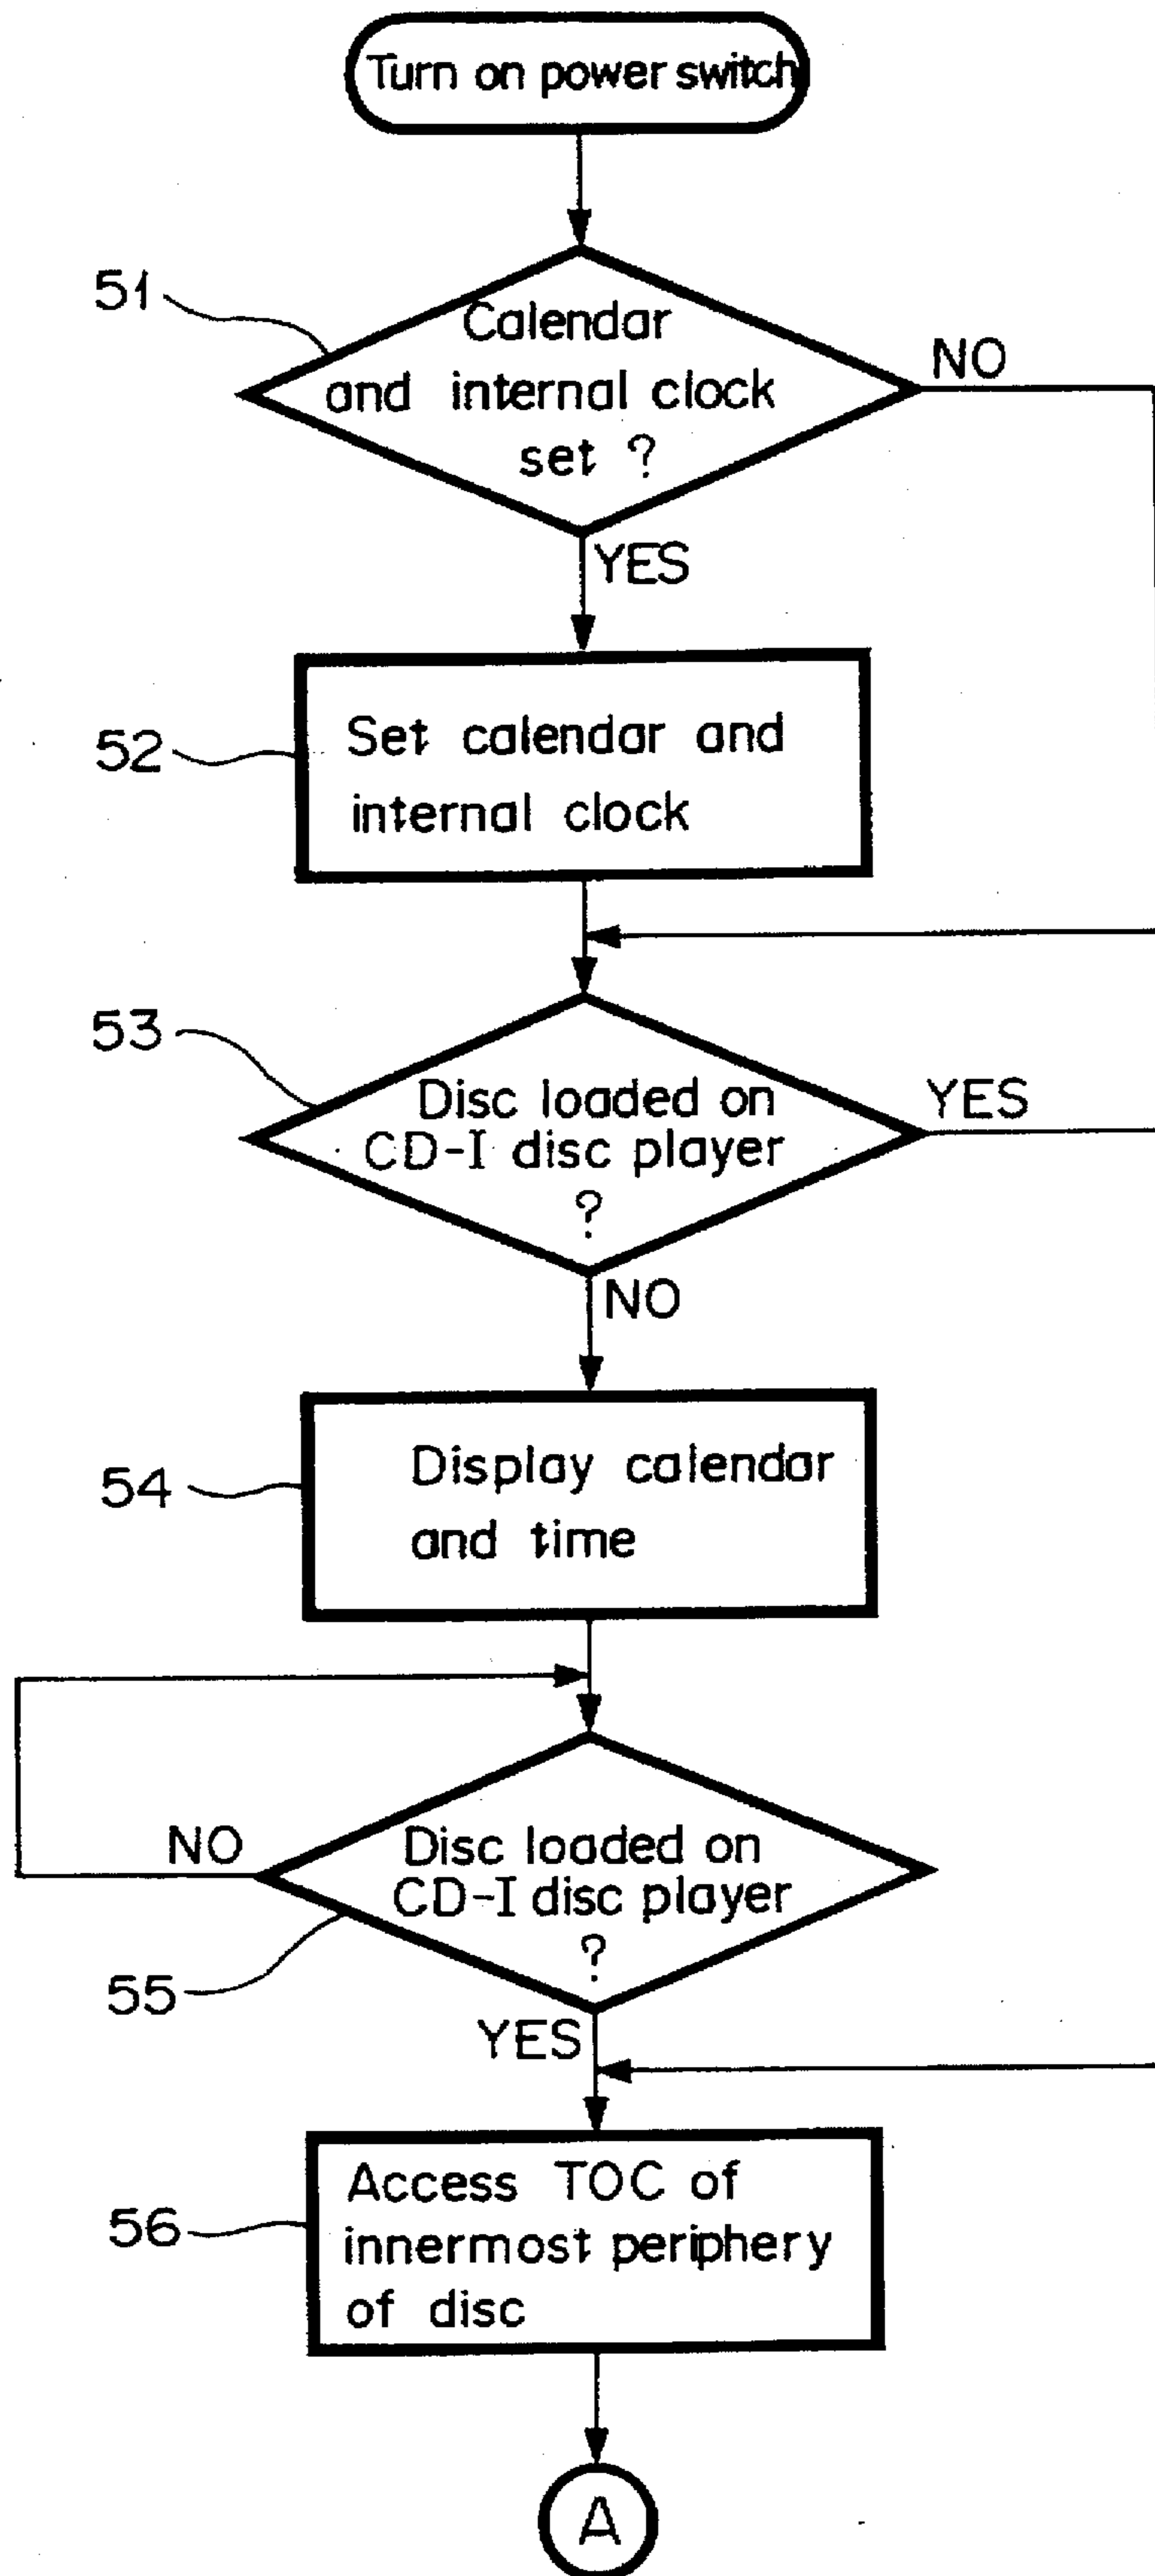 Turn on power switch
51
Calendar
and internal clock
set ?
NO
YES
52
Set calendar and
internal clock
53
Disc loaded on
CD-I disc player
?
YES
NO
54
Display calendar
and time
NO
Disc loaded on
CD-I disc player
?
55
YES
56
Access TOC of
innermost periphery
of disc
A